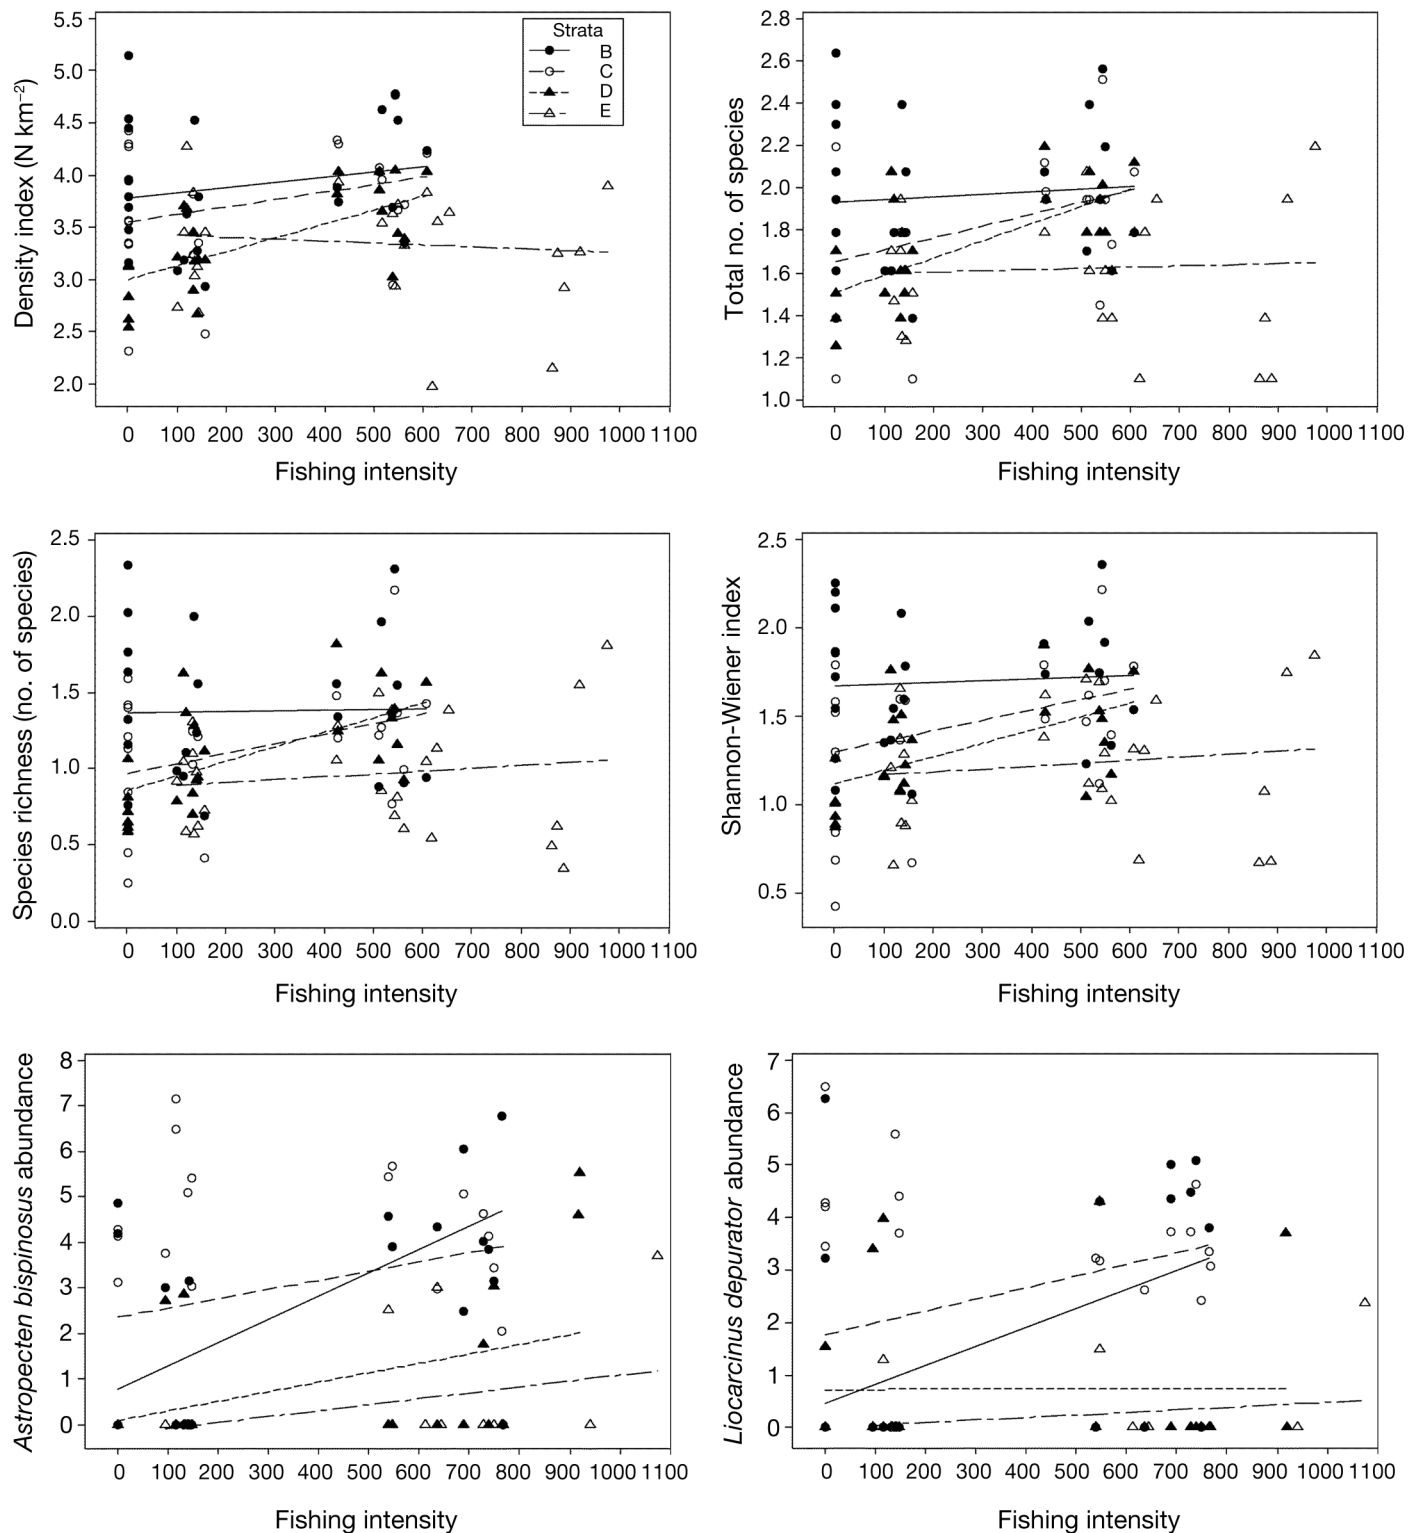 Density index (N km⁻²)
5.5
5.0
4.5
4.0
3.5
3.0
2.5
2.0
Strata
B
C
D
E
0 100 200 300 400 500 600 700 800 900 1000 1100
Fishing intensity
Total no. of species
2.8
2.6
2.4
2.2
2.0
1.8
1.6
1.4
1.2
1.0
0 100 200 300 400 500 600 700 800 900 1000 1100
Fishing intensity
Species richness (no. of species)
2.5
2.0
1.5
1.0
0.5
0.0
0 100 200 300 400 500 600 700 800 900 1000 1100
Fishing intensity
Shannon-Wiener index
2.5
2.0
1.5
1.0
0.5
0 100 200 300 400 500 600 700 800 900 1000 1100
Fishing intensity
Astropecten bispinosus abundance
8
7
6
5
4
3
2
1
0
0 100 200 300 400 500 600 700 800 900 1000 1100
Fishing intensity
Liocarcinus depurator abundance
7
6
5
4
3
2
1
0
0 100 200 300 400 500 600 700 800 900 1000 1100
Fishing intensity